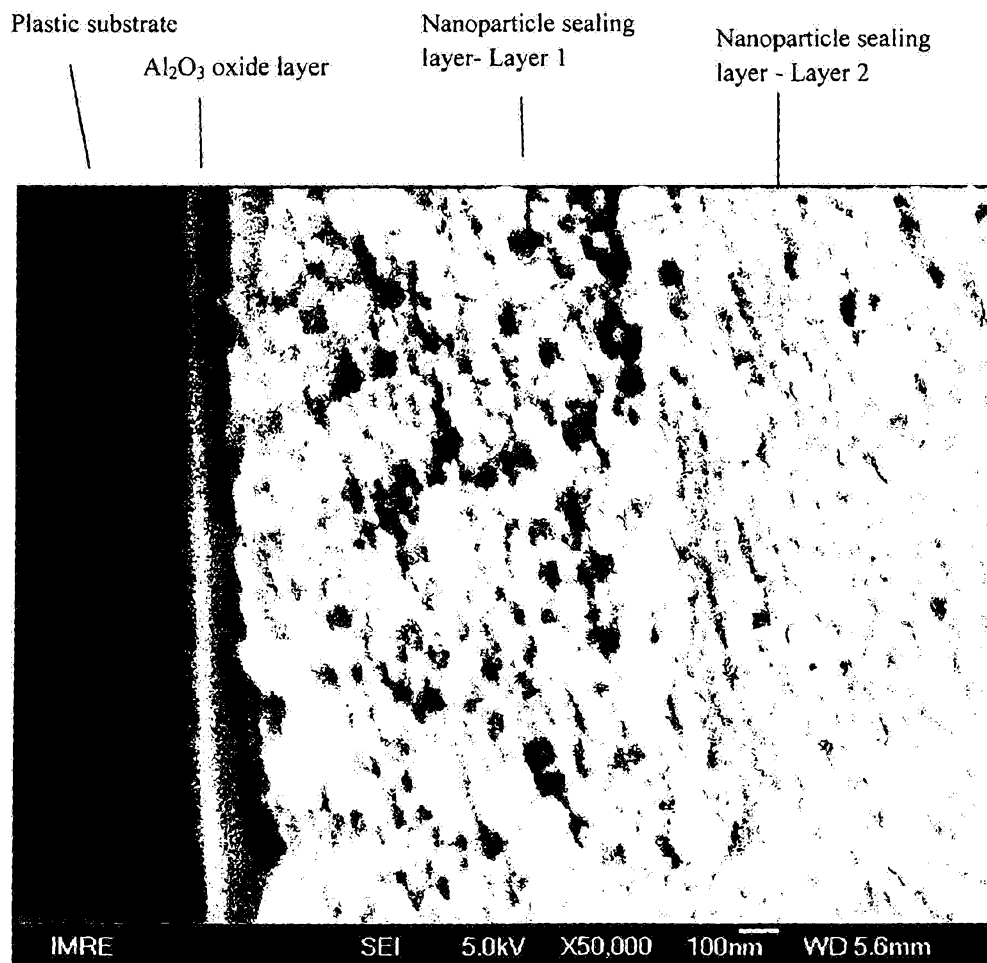 Plastic substrate
Al₂O₃ oxide layer
Nanoparticle sealing
layer- Layer 1
Nanoparticle sealing
layer - Layer 2
IMRE SEI 5.0kV X50,000 100nm WD 5.6mm